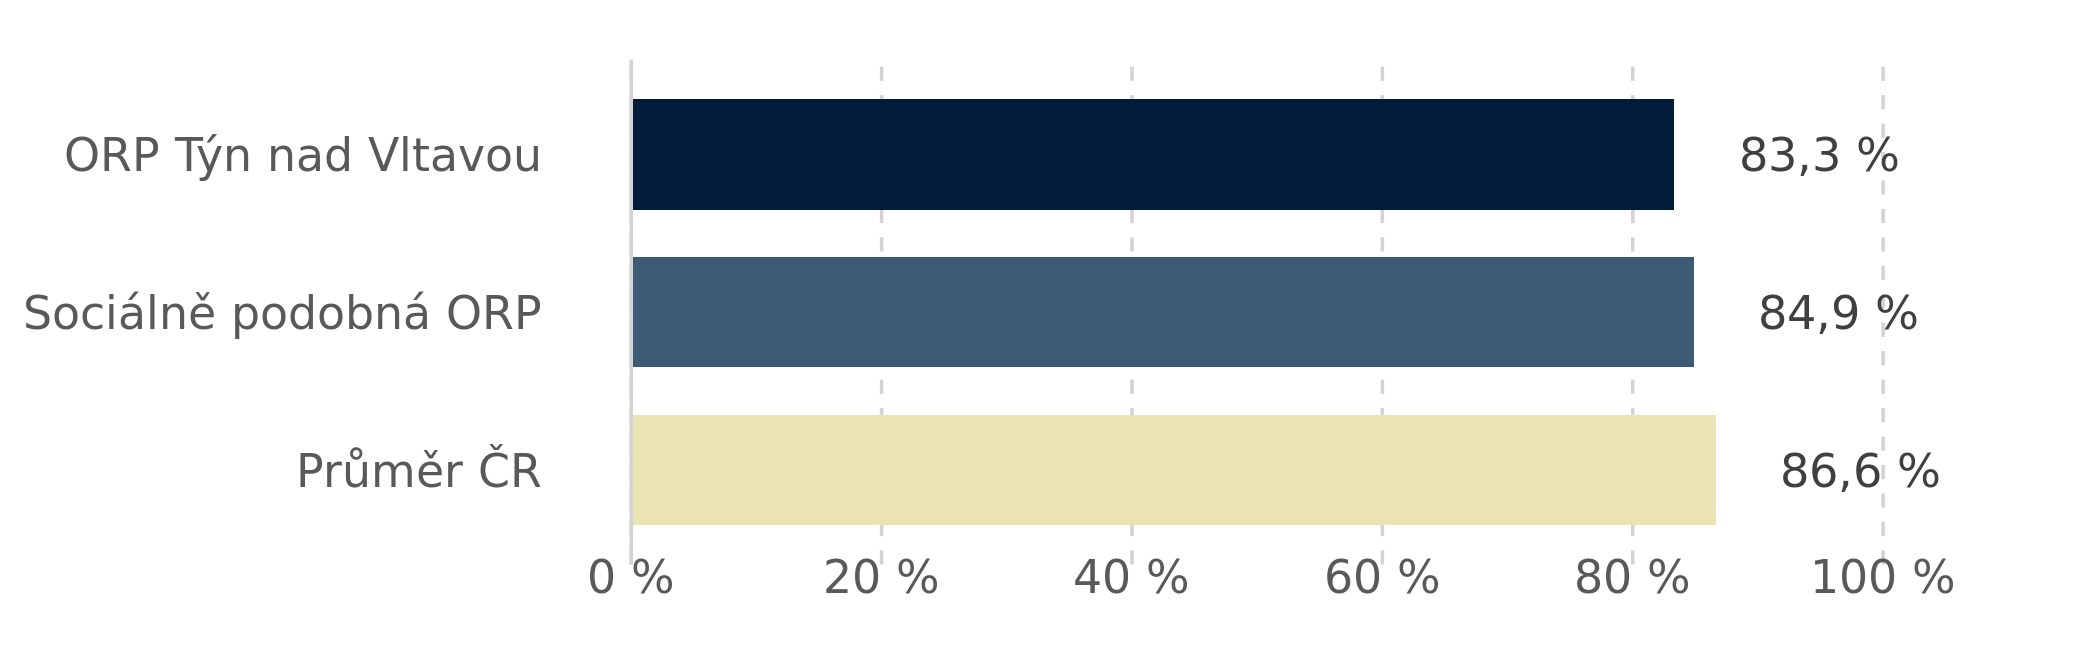 ORP Týn nad Vltavou 83,3 %
Sociálně podobná ORP 84,9 %
Průměr ČR 86,6 %
0 % 20 % 40 % 60 % 80 % 100 %